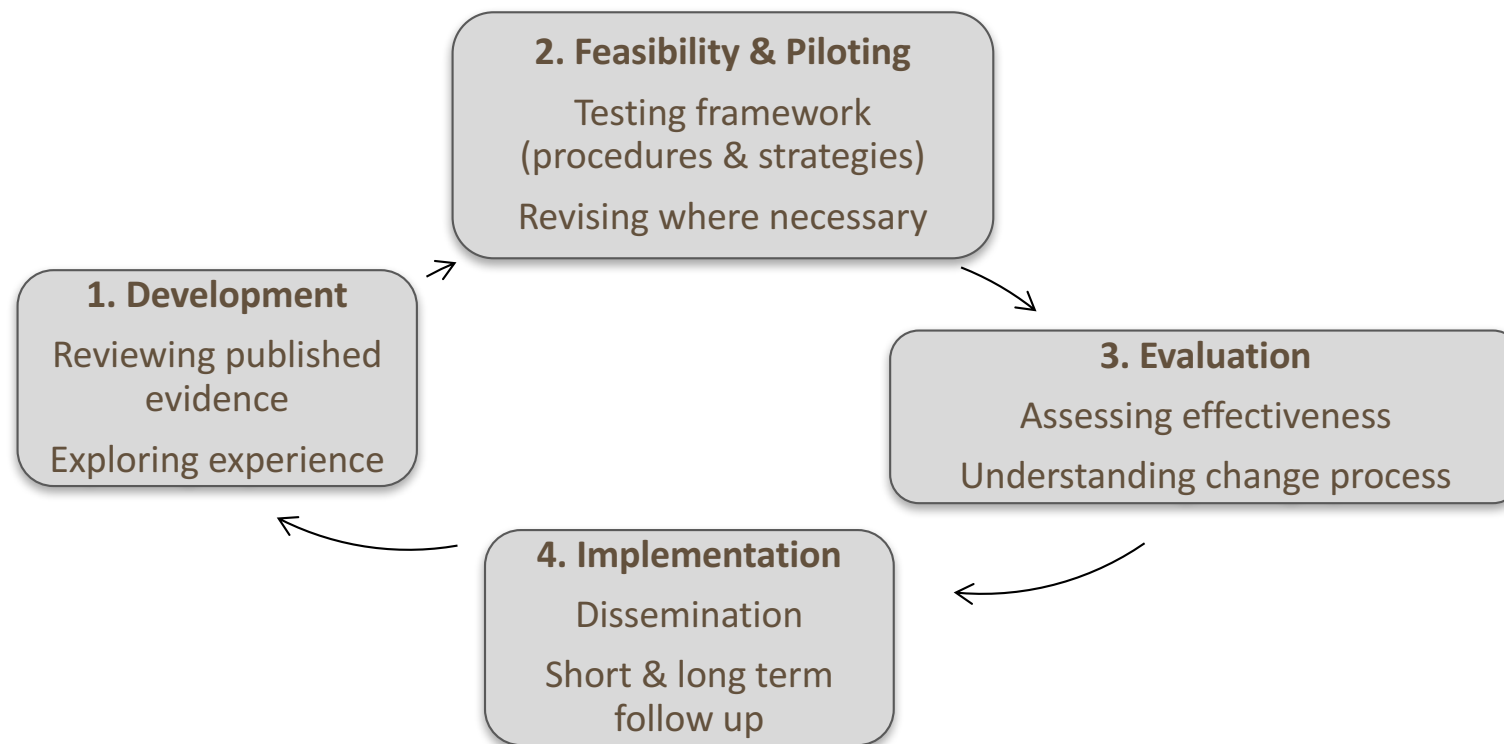 2. Feasibility & Piloting
Testing framework
(procedures & strategies)
Revising where necessary
1. Development
Reviewing published
evidence
Exploring experience
3. Evaluation
Assessing effectiveness
Understanding change process
4. Implementation
Dissemination
Short & long term
follow up